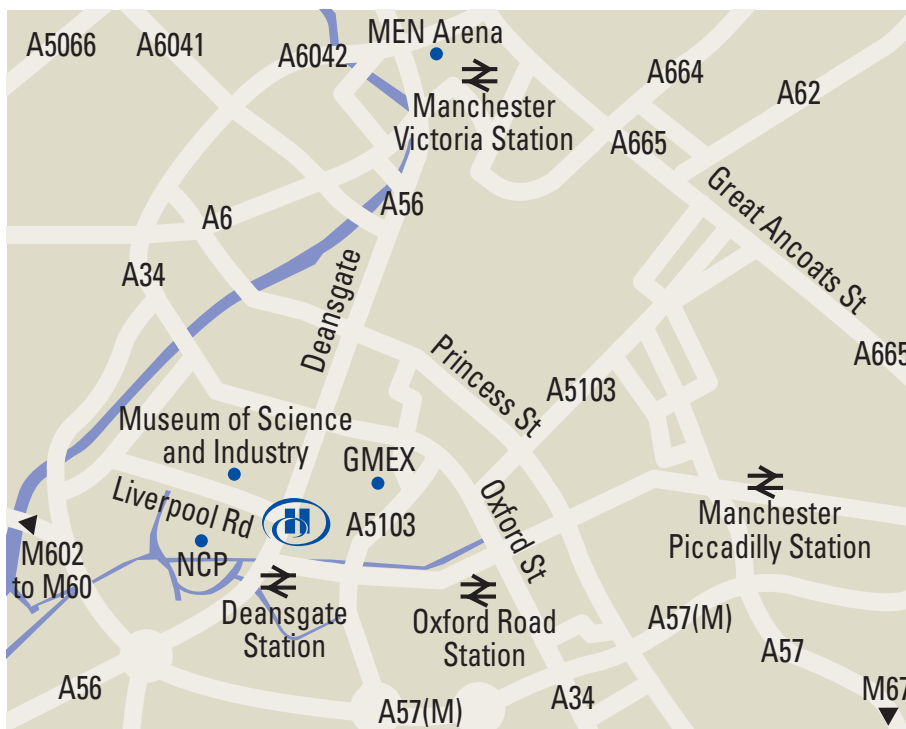 MEN Arena
A5066
A6041
A6042
A664
A62
Manchester
Victoria Station
A665
Great Ancoats St
A56
A6
A34
Deansgate
Princess St
A665
A5103
Museum of Science
and Industry
GMEX
Liverpool Rd
H
A5103
Oxford St
Manchester
Piccadilly Station
NCP
M602
to M60
Deansgate
Station
Oxford Road
Station
A57(M)
A57
A56
A57(M)
A34
M67